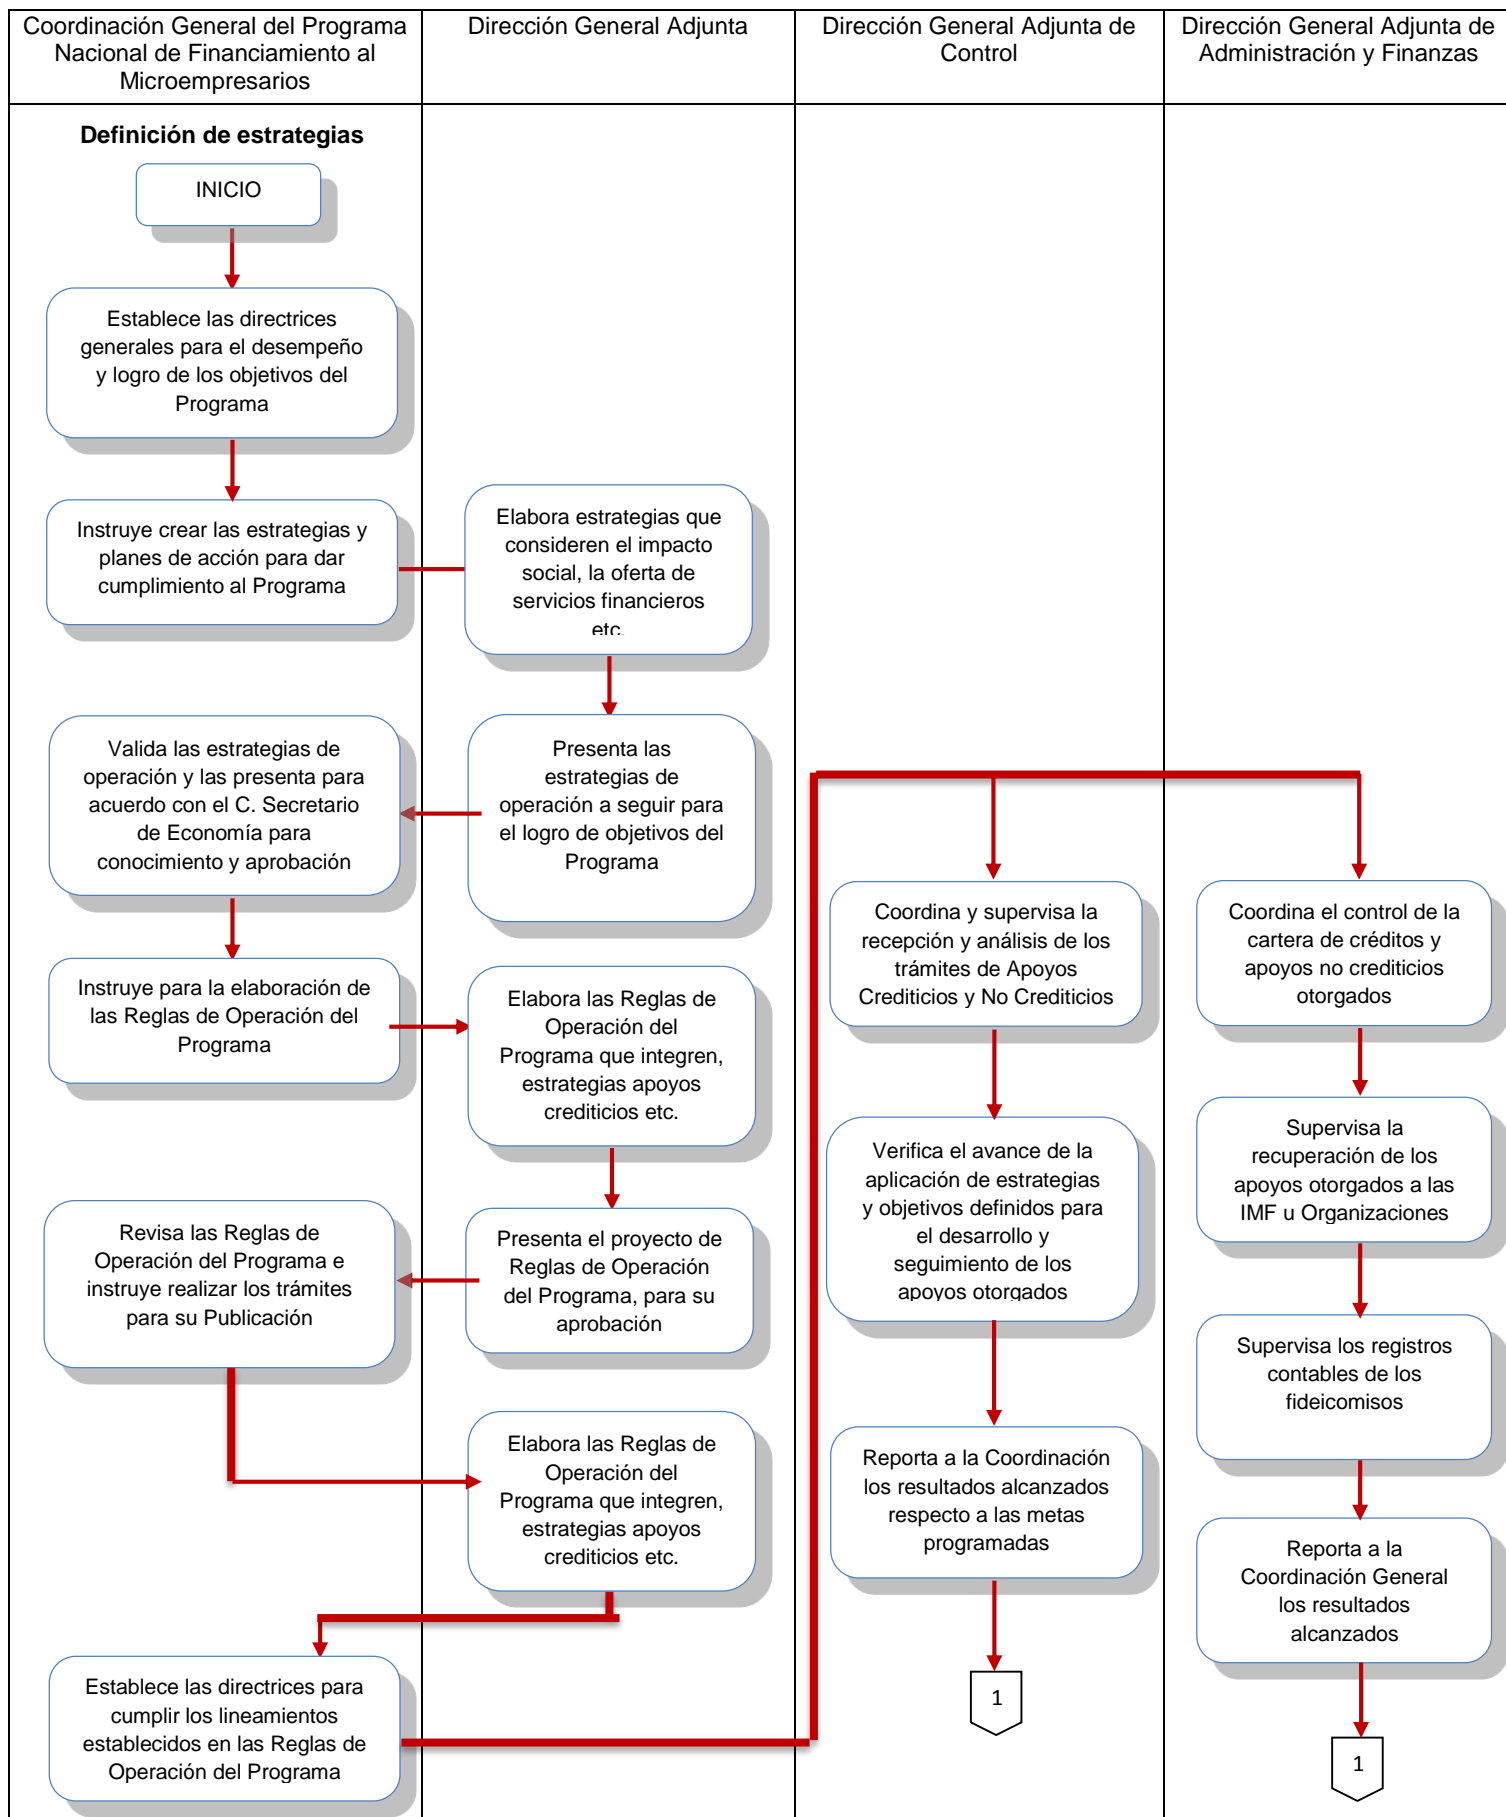 Coordinación General del Programa
Nacional de Financiamiento al
Microempresarios
Dirección General Adjunta
Dirección General Adjunta de
Control
Dirección General Adjunta de
Administración y Finanzas
Definición de estrategias
INICIO
Establece las directrices
generales para el desempeño
y logro de los objetivos del
Programa
Instruye crear las estrategias y
planes de acción para dar
cumplimiento al Programa
Elabora estrategias que
consideren el impacto
social, la oferta de
servicios financieros
etc.
Presenta las
estrategias de
operación a seguir para
el logro de objetivos del
Programa
Valida las estrategias de
operación y las presenta para
acuerdo con el C. Secretario
de Economía para
conocimiento y aprobación
Instruye para la elaboración de
las Reglas de Operación del
Programa
Elabora las Reglas de
Operación del
Programa que integren,
estrategias apoyos
crediticios etc.
Presenta el proyecto de
Reglas de Operación
del Programa, para su
aprobación
Revisa las Reglas de
Operación del Programa e
instruye realizar los trámites
para su Publicación
Elabora las Reglas de
Operación del
Programa que integren,
estrategias apoyos
crediticios etc.
Establece las directrices para
cumplir los lineamientos
establecidos en las Reglas de
Operación del Programa
Coordina y supervisa la
recepción y análisis de los
trámites de Apoyos
Crediticios y No Crediticios
Verifica el avance de la
aplicación de estrategias
y objetivos definidos para
el desarrollo y
seguimiento de los
apoyos otorgados
Reporta a la Coordinación
los resultados alcanzados
respecto a las metas
programadas
1
Coordina el control de la
cartera de créditos y
apoyos no crediticios
otorgados
Supervisa la
recuperación de los
apoyos otorgados a las
IMF u Organizaciones
Supervisa los registros
contables de los
fideicomisos
Reporta a la
Coordinación General
los resultados
alcanzados
1